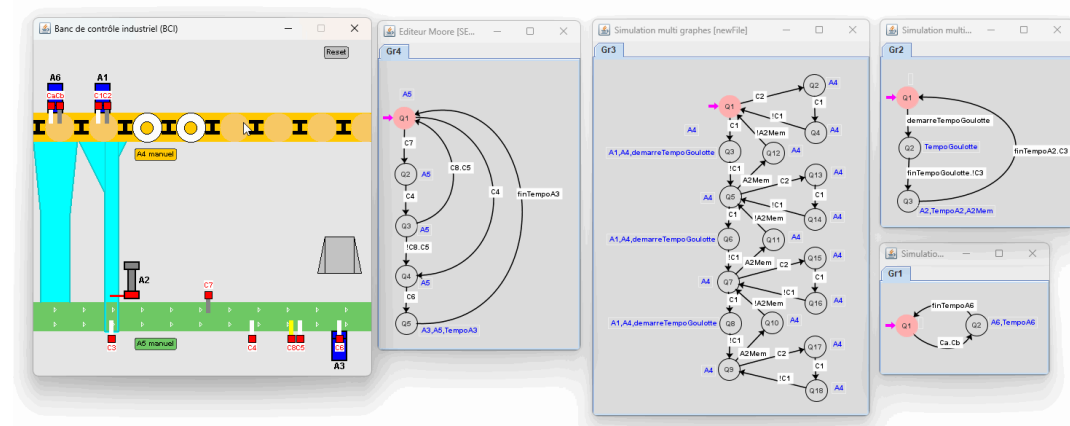 Banc de contrôle industriel (BCI)
Reset
A6
A1
CaCb
C1C2
A4 manuel
A2
C7
C3
A5 manuel
C4
C8C5
C6
A3
Editeur Moore [SE...
Gr4
A5
Q1
C7
Q2
A5
C8.C5
C4
C4
finTempoA3
Q3
A5
!C8.C5
Q4
A5
C6
Q5
A3,A5,TempoA3
Simulation multi graphes [newFile]
Gr3
Q1
C2
Q2
A4
C1
!C1
Q4
A4
A4
C1
!A2Mem
A1,A4,demarreTempoGoulotte
Q3
Q12
A4
!C1
A2Mem
C2
Q13
A4
A4
Q5
C1
!C1
Q14
A4
C1
!A2Mem
A1,A4,demarreTempoGoulotte
Q6
Q11
A4
!C1
A2Mem
C2
Q15
A4
A4
Q7
C1
!C1
Q16
A4
C1
!A2Mem
A1,A4,demarreTempoGoulotte
Q8
Q10
A4
!C1
A2Mem
C2
Q17
A4
A4
Q9
C1
!C1
Q18
A4
Simulation multi...
Gr2
Q1
demarreTempoGoulotte
Q2
TempoGoulotte
finTempoA2.C3
finTempoGoulotte.!C3
Q3
A2,TempoA2,A2Mem
Simulatio...
Gr1
finTempoA6
Q1
Q2
A6,TempoA6
Ca.Cb